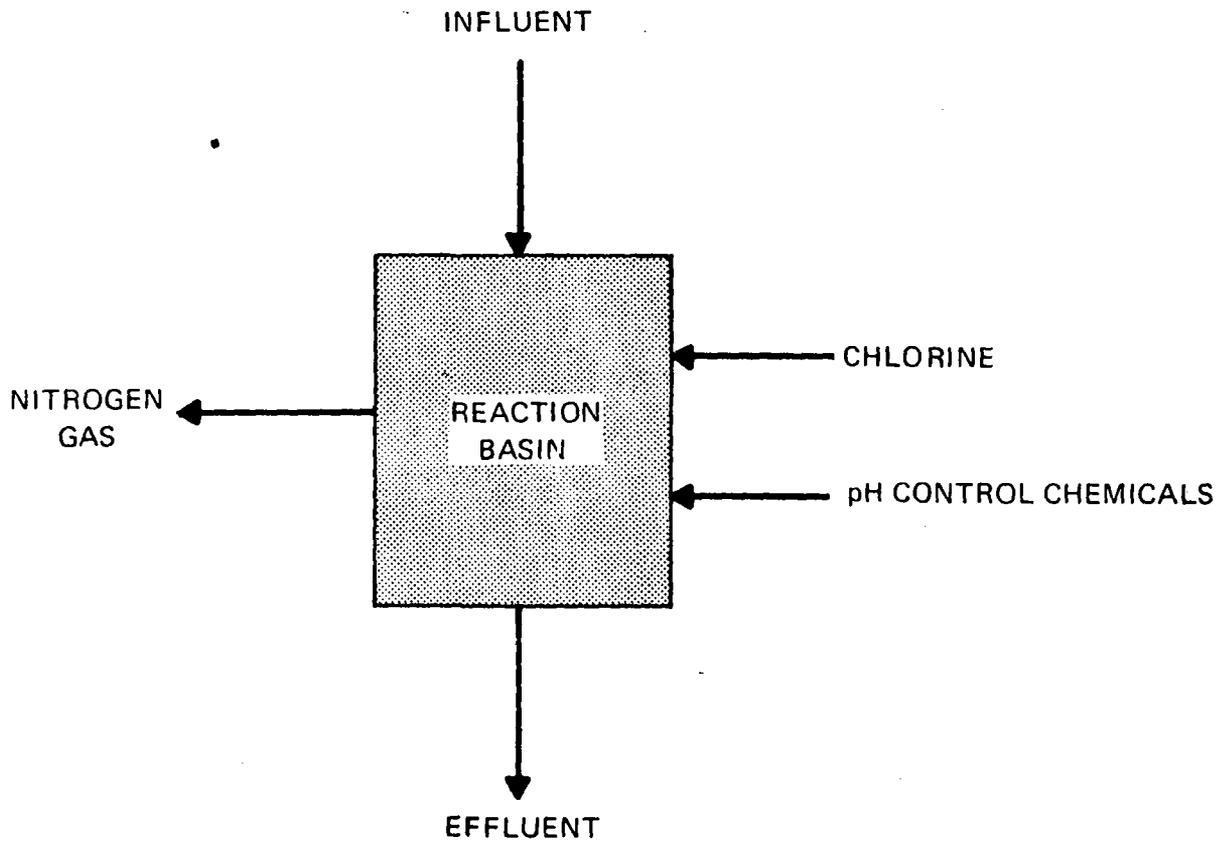 INFLUENT
CHLORINE
NITROGEN
GAS
REACTION
BASIN
pH CONTROL CHEMICALS
EFFLUENT